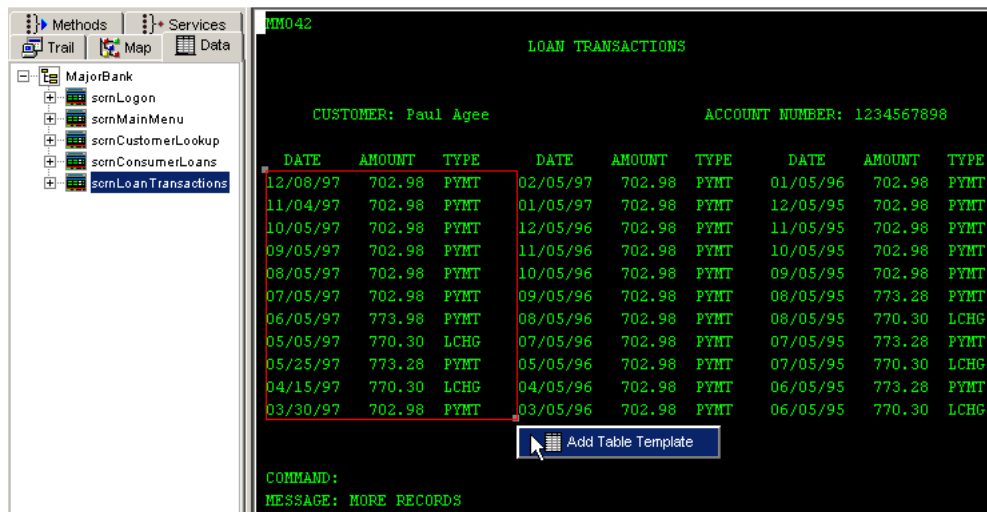 Methods Services
Trail Map Data
MajorBank
scrnLogon
scrnMainMenu
scrnCustomerLookup
scrnConsumerLoans
scrnLoanTransactions
MM042
LOAN TRANSACTIONS
CUSTOMER: Paul Agee ACCOUNT NUMBER: 1234567898
DATE AMOUNT TYPE DATE AMOUNT TYPE DATE AMOUNT TYPE
12/08/97 702.98 PYMT 02/05/97 702.98 PYMT 01/05/96 702.98 PYMT
11/04/97 702.98 PYMT 01/05/97 702.98 PYMT 12/05/95 702.98 PYMT
10/05/97 702.98 PYMT 12/05/96 702.98 PYMT 11/05/95 702.98 PYMT
09/05/97 702.98 PYMT 11/05/96 702.98 PYMT 10/05/95 702.98 PYMT
08/05/97 702.98 PYMT 10/05/96 702.98 PYMT 09/05/95 702.98 PYMT
07/05/97 702.98 PYMT 09/05/96 702.98 PYMT 08/05/95 773.28 PYMT
06/05/97 773.98 PYMT 08/05/96 702.98 PYMT 08/05/95 770.30 LCHG
05/05/97 770.30 LCHG 07/05/96 702.98 PYMT 07/05/95 773.28 PYMT
05/25/97 773.28 PYMT 05/05/96 702.98 PYMT 07/05/95 770.30 LCHG
04/15/97 770.30 LCHG 04/05/96 702.98 PYMT 06/05/95 773.28 PYMT
03/30/97 702.98 PYMT 03/05/96 702.98 PYMT 06/05/95 770.30 LCHG
Add Table Template
COMMAND:
MESSAGE: MORE RECORDS